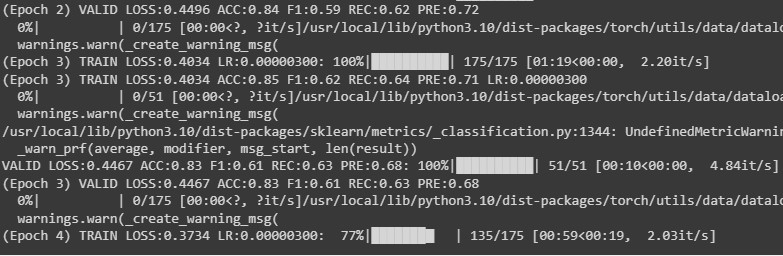 (Epoch 2) VALID LOSS:0.4496 ACC:0.84 F1:0.59 REC:0.62 PRE:0.72
0%| | 0/175 [00:00<?, ?it/s]/usr/local/lib/python3.10/dist-packages/torch/utils/data/datalo
warnings.warn(_create_warning_msg(
(Epoch 3) TRAIN LOSS:0.4034 LR:0.00000300: 100%|██████████| 175/175 [01:19<00:00, 2.20it/s]
(Epoch 3) TRAIN LOSS:0.4034 ACC:0.85 F1:0.62 REC:0.64 PRE:0.71 LR:0.00000300
0%| | 0/51 [00:00<?, ?it/s]/usr/local/lib/python3.10/dist-packages/torch/utils/data/dataloa
warnings.warn(_create_warning_msg(
/usr/local/lib/python3.10/dist-packages/sklearn/metrics/_classification.py:1344: UndefinedMetricWarnin
_warn_prf(average, modifier, msg_start, len(result))
VALID LOSS:0.4467 ACC:0.83 F1:0.61 REC:0.63 PRE:0.68: 100%|██████████| 51/51 [00:10<00:00, 4.84it/s]
(Epoch 3) VALID LOSS:0.4467 ACC:0.83 F1:0.61 REC:0.63 PRE:0.68
0%| | 0/175 [00:00<?, ?it/s]/usr/local/lib/python3.10/dist-packages/torch/utils/data/datalo
warnings.warn(_create_warning_msg(
(Epoch 4) TRAIN LOSS:0.3734 LR:0.00000300: 77%|███████▋ | 135/175 [00:59<00:19, 2.03it/s]